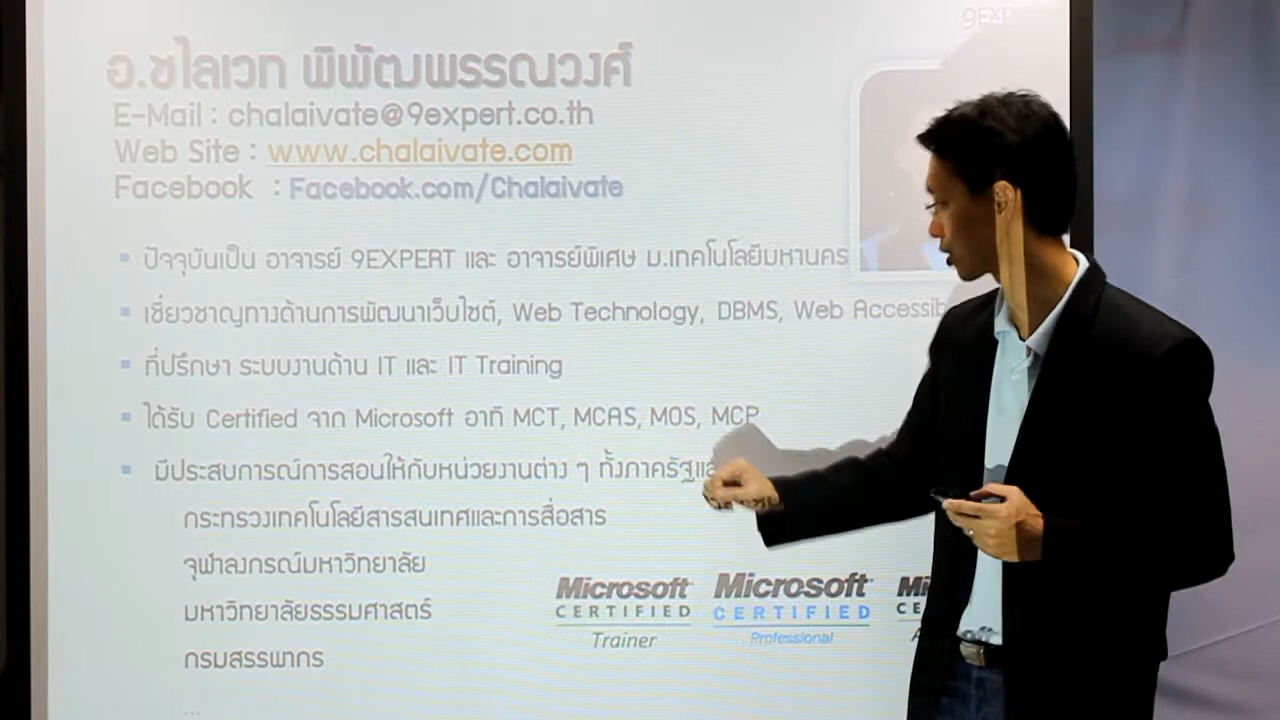 9EXP
อ.ชไลเวท พิพัฒพรรณวงศ์
E-Mail : chalaivate@9expert.co.th
Web Site : www.chalaivate.com
Facebook : Facebook.com/Chalaivate
ปัจจุบันเป็น อาจารย์ 9EXPERT และ อาจารย์พิเศษ ม.เทคโนโลยีมหานคร
เชี่ยวชาญทางด้านการพัฒนาเว็บไซต์, Web Technology, DBMS, Web Accessib
ที่ปรึกษา ระบบงานด้าน IT และ IT Training
ได้รับ Certified จาก Microsoft อาทิ MCT, MCAS, MOS, MCP
มีประสบการณ์การสอนให้กับหน่วยงานต่าง ๆ ทั้งภาครัฐและ
กระทรวงเทคโนโลยีสารสนเทศและการสื่อสาร
จุฬาลงกรณ์มหาวิทยาลัย
มหาวิทยาลัยธรรมศาสตร์
กรมสรรพากร
...
Microsoft CERTIFIED Trainer
Microsoft CERTIFIED Professional
Mi
CE
A